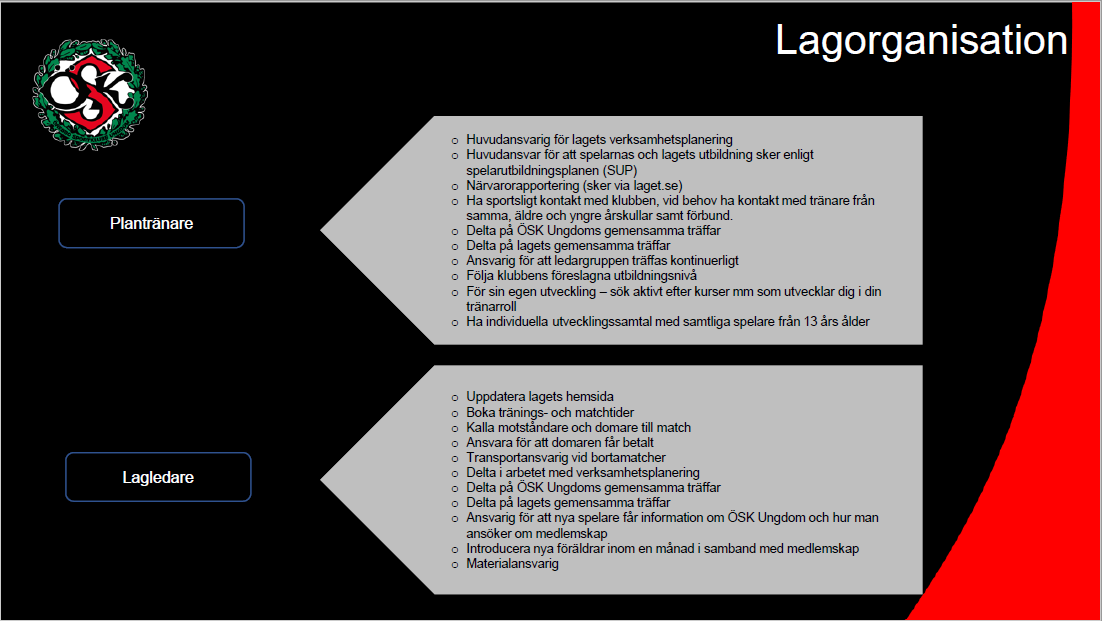 Lagorganisation
Plantränare
o Huvudansvarig för lagets verksamhetsplanering
o Huvudansvar för att spelarnas och lagets utbildning sker enligt
spelarutbildningsplanen (SUP)
o Närvarorapportering (sker via laget.se)
o Ha sportsligt kontakt med klubben, vid behov ha kontakt med tränare från
samma, äldre och yngre årskullar samt förbund.
o Delta på ÖSK Ungdoms gemensamma träffar
o Delta på lagets gemensamma träffar
o Ansvarig för att ledargruppen träffas kontinuerligt
o Följa klubbens föreslagna utbildningsnivå
o För sin egen utveckling – sök aktivt efter kurser mm som utvecklar dig i din
tränarroll
o Ha individuella utvecklingssamtal med samtliga spelare från 13 års ålder
Lagledare
o Uppdatera lagets hemsida
o Boka tränings- och matchtider
o Kalla motståndare och domare till match
o Ansvara för att domaren får betalt
o Transportansvarig vid bortamatcher
o Delta i arbetet med verksamhetsplanering
o Delta på ÖSK Ungdoms gemensamma träffar
o Delta på lagets gemensamma träffar
o Ansvarig för att nya spelare får information om ÖSK Ungdom och hur man
ansöker om medlemskap
o Introducera nya föräldrar inom en månad i samband med medlemskap
o Materialansvarig